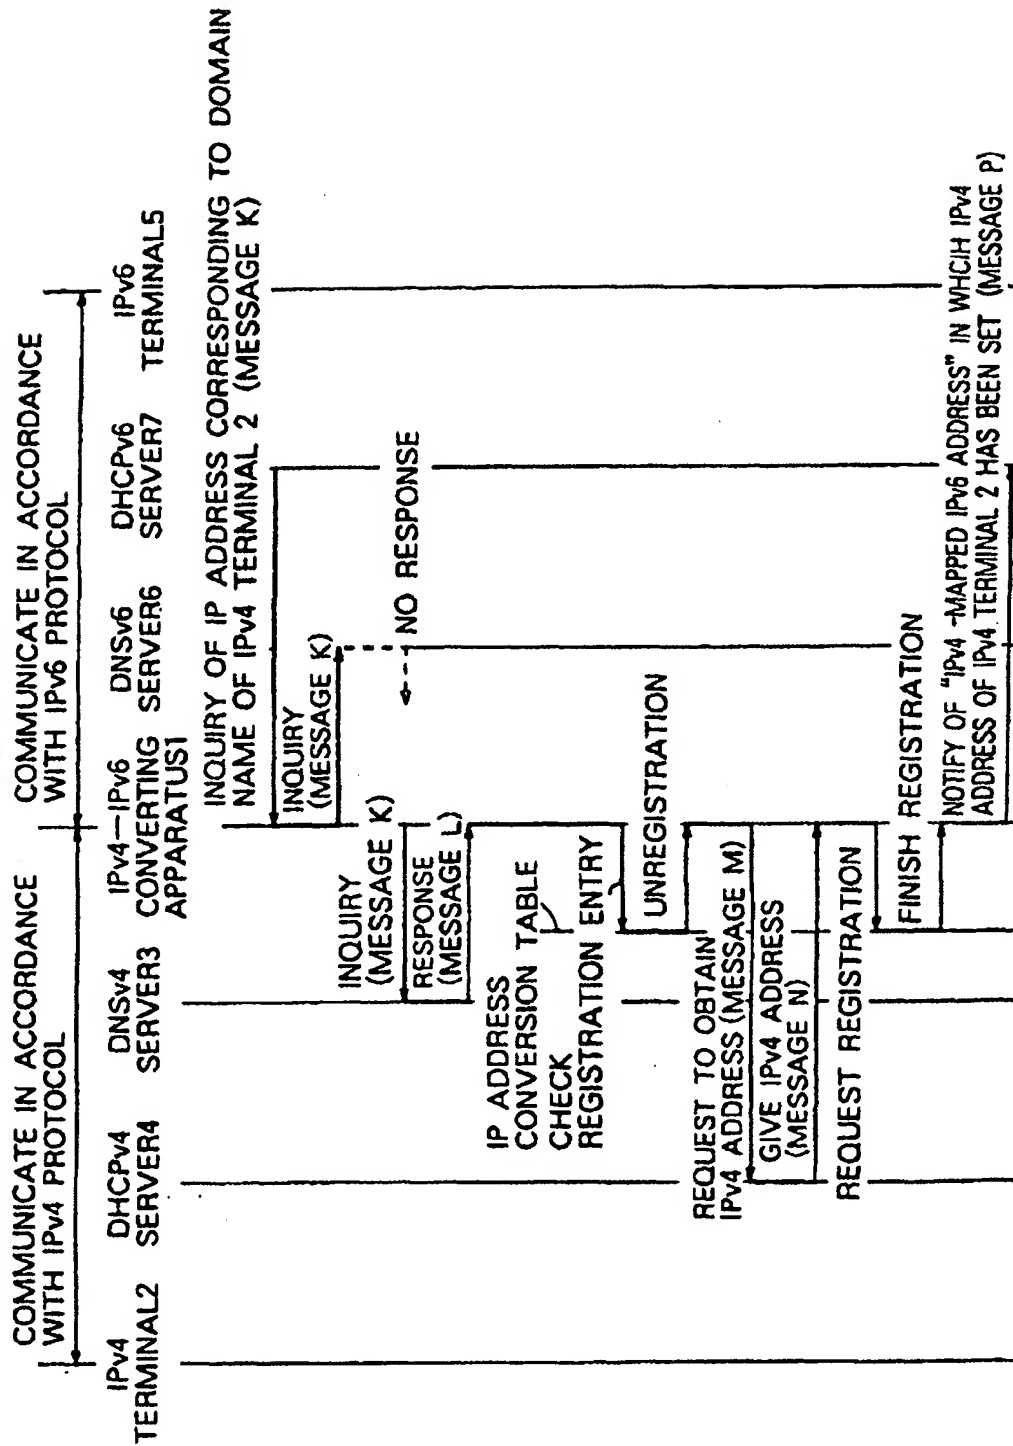 COMMUNICATE IN ACCORDANCE
WITH IPv4 PROTOCOL
COMMUNICATE IN ACCORDANCE
WITH IPv6 PROTOCOL
IPv4
TERMINAL2
DHCPv4
SERVER4
DNSv4
SERVER3
IPv4—IPv6
CONVERTING
APPARATUS1
DNSv6
SERVER6
DHCPv6
SERVER7
IPv6
TERMINAL5
INQUIRY OF IP ADDRESS CORRESPONDING TO DOMAIN
NAME OF IPv4 TERMINAL 2 (MESSAGE K)
INQUIRY
(MESSAGE K)
NO RESPONSE
INQUIRY
(MESSAGE K)
RESPONSE
(MESSAGE L)
IP ADDRESS
CONVERSION TABLE
CHECK
REGISTRATION ENTRY
UNREGISTRATION
REQUEST TO OBTAIN
IPv4 ADDRESS (MESSAGE M)
GIVE IPv4 ADDRESS
(MESSAGE N)
REQUEST REGISTRATION
FINISH REGISTRATION
NOTIFY OF "IPv4 -MAPPED IPv6 ADDRESS" IN WHCIH IPv4
ADDRESS OF IPv4 TERMINAL 2 HAS BEEN SET (MESSAGE P)